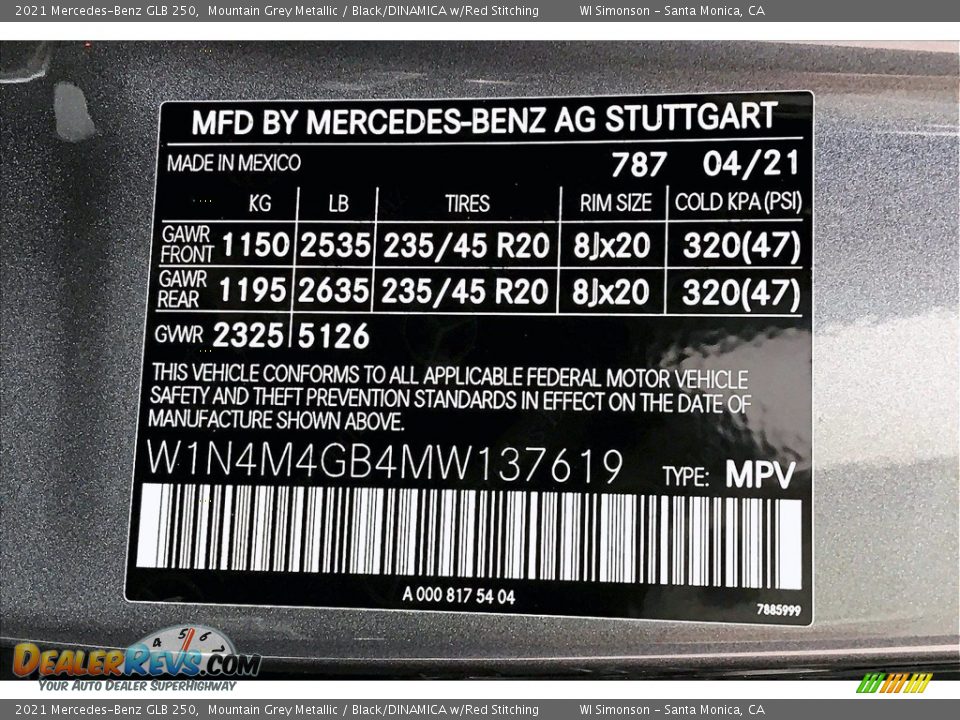 2021 Mercedes-Benz GLB 250, Mountain Grey Metallic / Black/DINAMICA w/Red Stitching WI Simonson - Santa Monica, CA
MFD BY MERCEDES-BENZ AG STUTTGART
MADE IN MEXICO 787 04/21
KG LB TIRES RIM SIZE COLD KPA (PSI)
GAWR FRONT 1150 2535 235/45 R20 8Jx20 320(47)
GAWR REAR 1195 2635 235/45 R20 8Jx20 320(47)
GVWR 2325 5126
THIS VEHICLE CONFORMS TO ALL APPLICABLE FEDERAL MOTOR VEHICLE
SAFETY AND THEFT PREVENTION STANDARDS IN EFFECT ON THE DATE OF
MANUFACTURE SHOWN ABOVE.
W1N4M4GB4MW137619 TYPE: MPV
A 000 817 54 04
7885999
4 5 6 7
DEALERREVS.COM
YOUR AUTO DEALER SUPERHIGHWAY
2021 Mercedes-Benz GLB 250, Mountain Grey Metallic / Black/DINAMICA w/Red Stitching WI Simonson - Santa Monica, CA